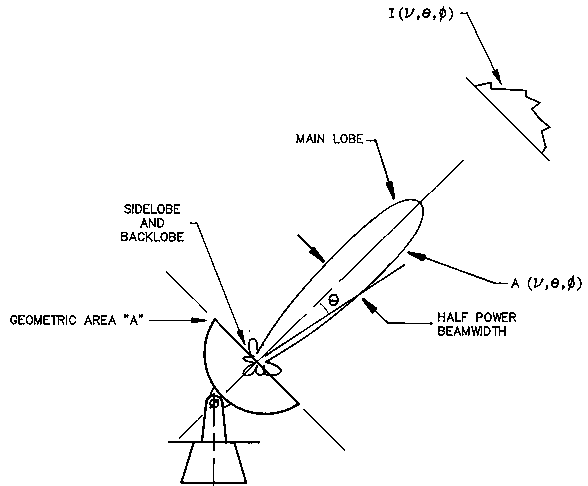 I (ν,θ,ϕ)
MAIN LOBE
SIDELOBE
AND
BACKLOBE
A (ν,θ,ϕ)
θ
GEOMETRIC AREA "A"
HALF POWER
BEAMWIDTH